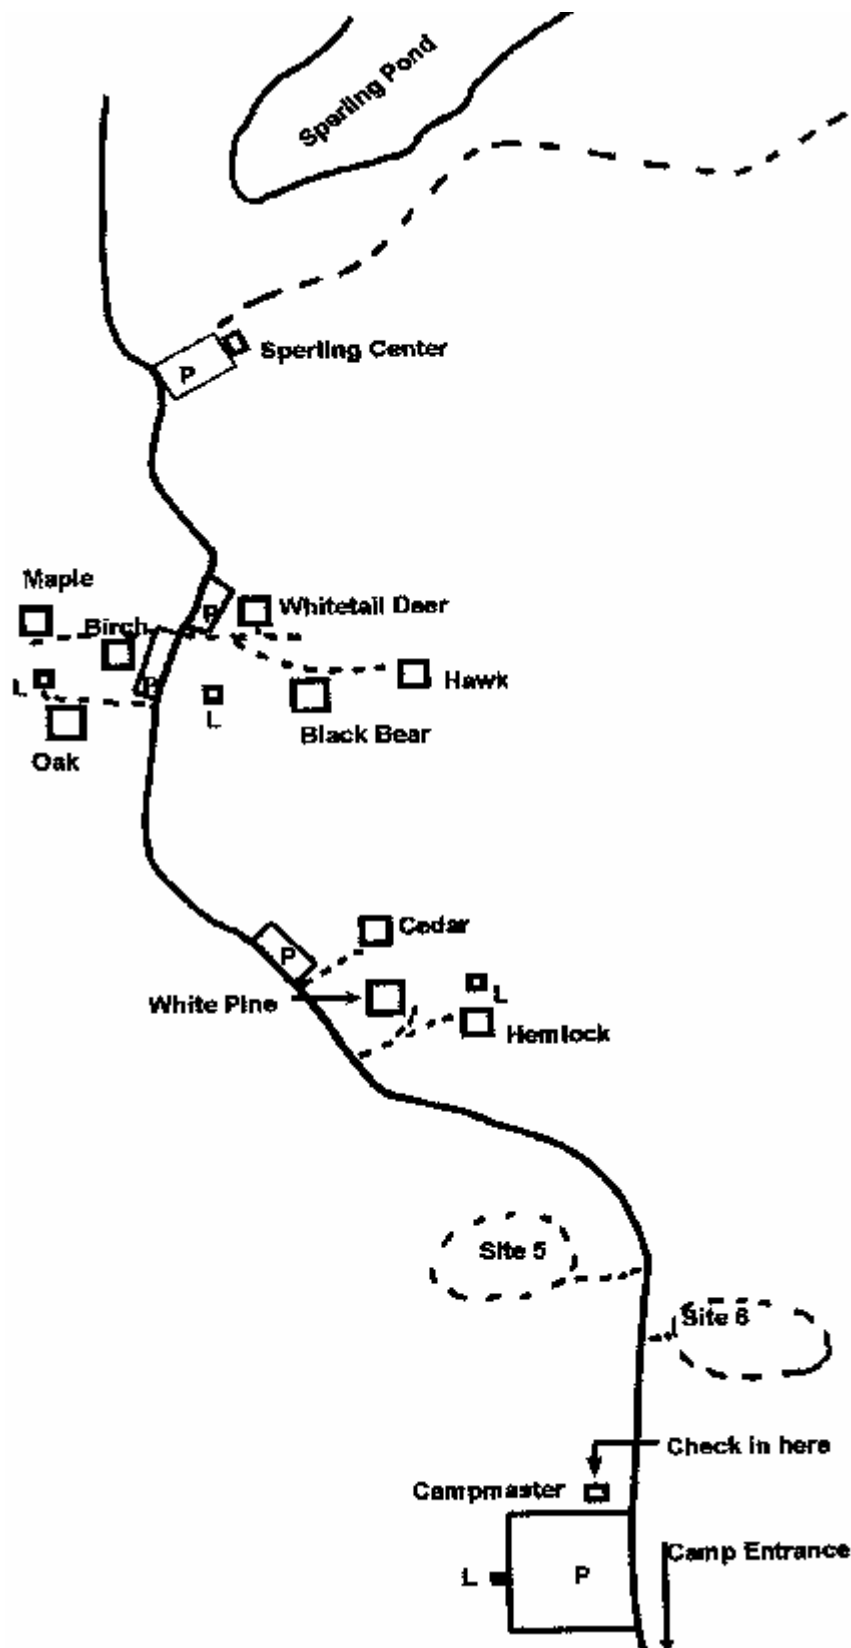 Sperling Pond
P
Sperling Center
Maple
Birch
P
Whitetail Deer
L
P
Hawk
L
Oak
Black Bear
Cedar
P
White Pine
L
Hemlock
Site 5
Site 6
Check in here
Campmaster
Camp Entrance
L
P